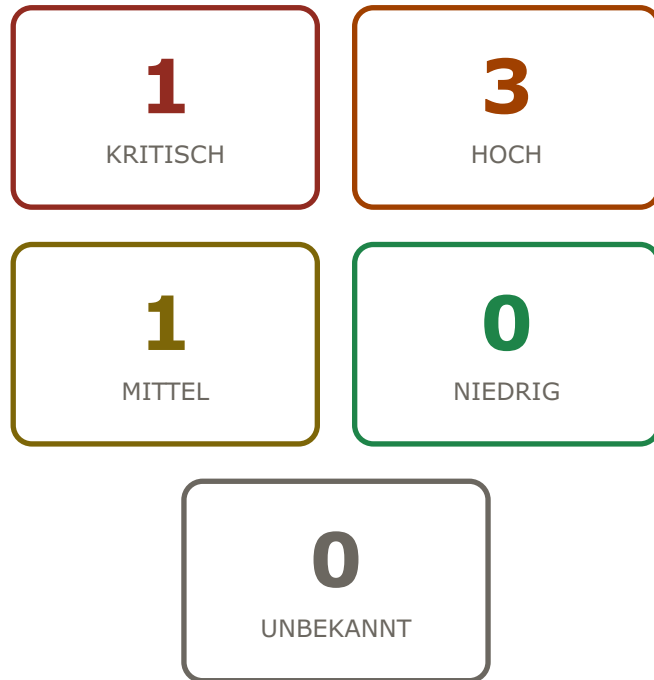 1
KRITISCH
3
HOCH
1
MITTEL
0
NIEDRIG
0
UNBEKANNT